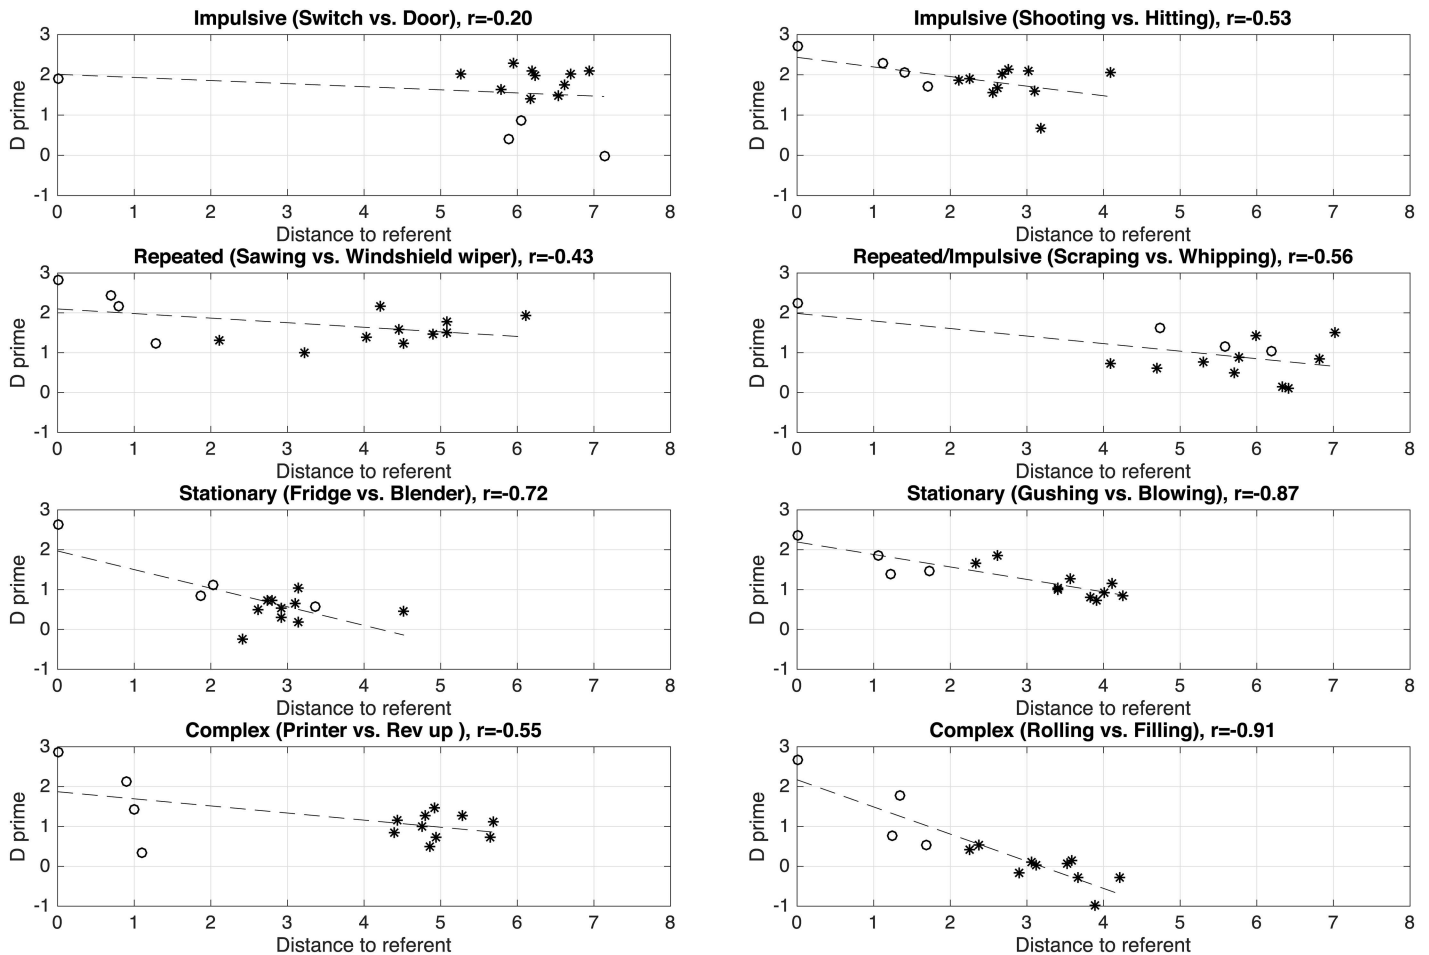 Impulsive (Switch vs. Door), r=-0.20
3
2
1
0
-1
D prime
0 1 2 3 4 5 6 7 8
Distance to referent
Impulsive (Shooting vs. Hitting), r=-0.53
3
2
1
0
-1
D prime
0 1 2 3 4 5 6 7 8
Distance to referent
Repeated (Sawing vs. Windshield wiper), r=-0.43
3
2
1
0
-1
D prime
0 1 2 3 4 5 6 7 8
Distance to referent
Repeated/Impulsive (Scraping vs. Whipping), r=-0.56
3
2
1
0
-1
D prime
0 1 2 3 4 5 6 7 8
Distance to referent
Stationary (Fridge vs. Blender), r=-0.72
3
2
1
0
-1
D prime
0 1 2 3 4 5 6 7 8
Distance to referent
Stationary (Gushing vs. Blowing), r=-0.87
3
2
1
0
-1
D prime
0 1 2 3 4 5 6 7 8
Distance to referent
Complex (Printer vs. Rev up ), r=-0.55
3
2
1
0
-1
D prime
0 1 2 3 4 5 6 7 8
Distance to referent
Complex (Rolling vs. Filling), r=-0.91
3
2
1
0
-1
D prime
0 1 2 3 4 5 6 7 8
Distance to referent